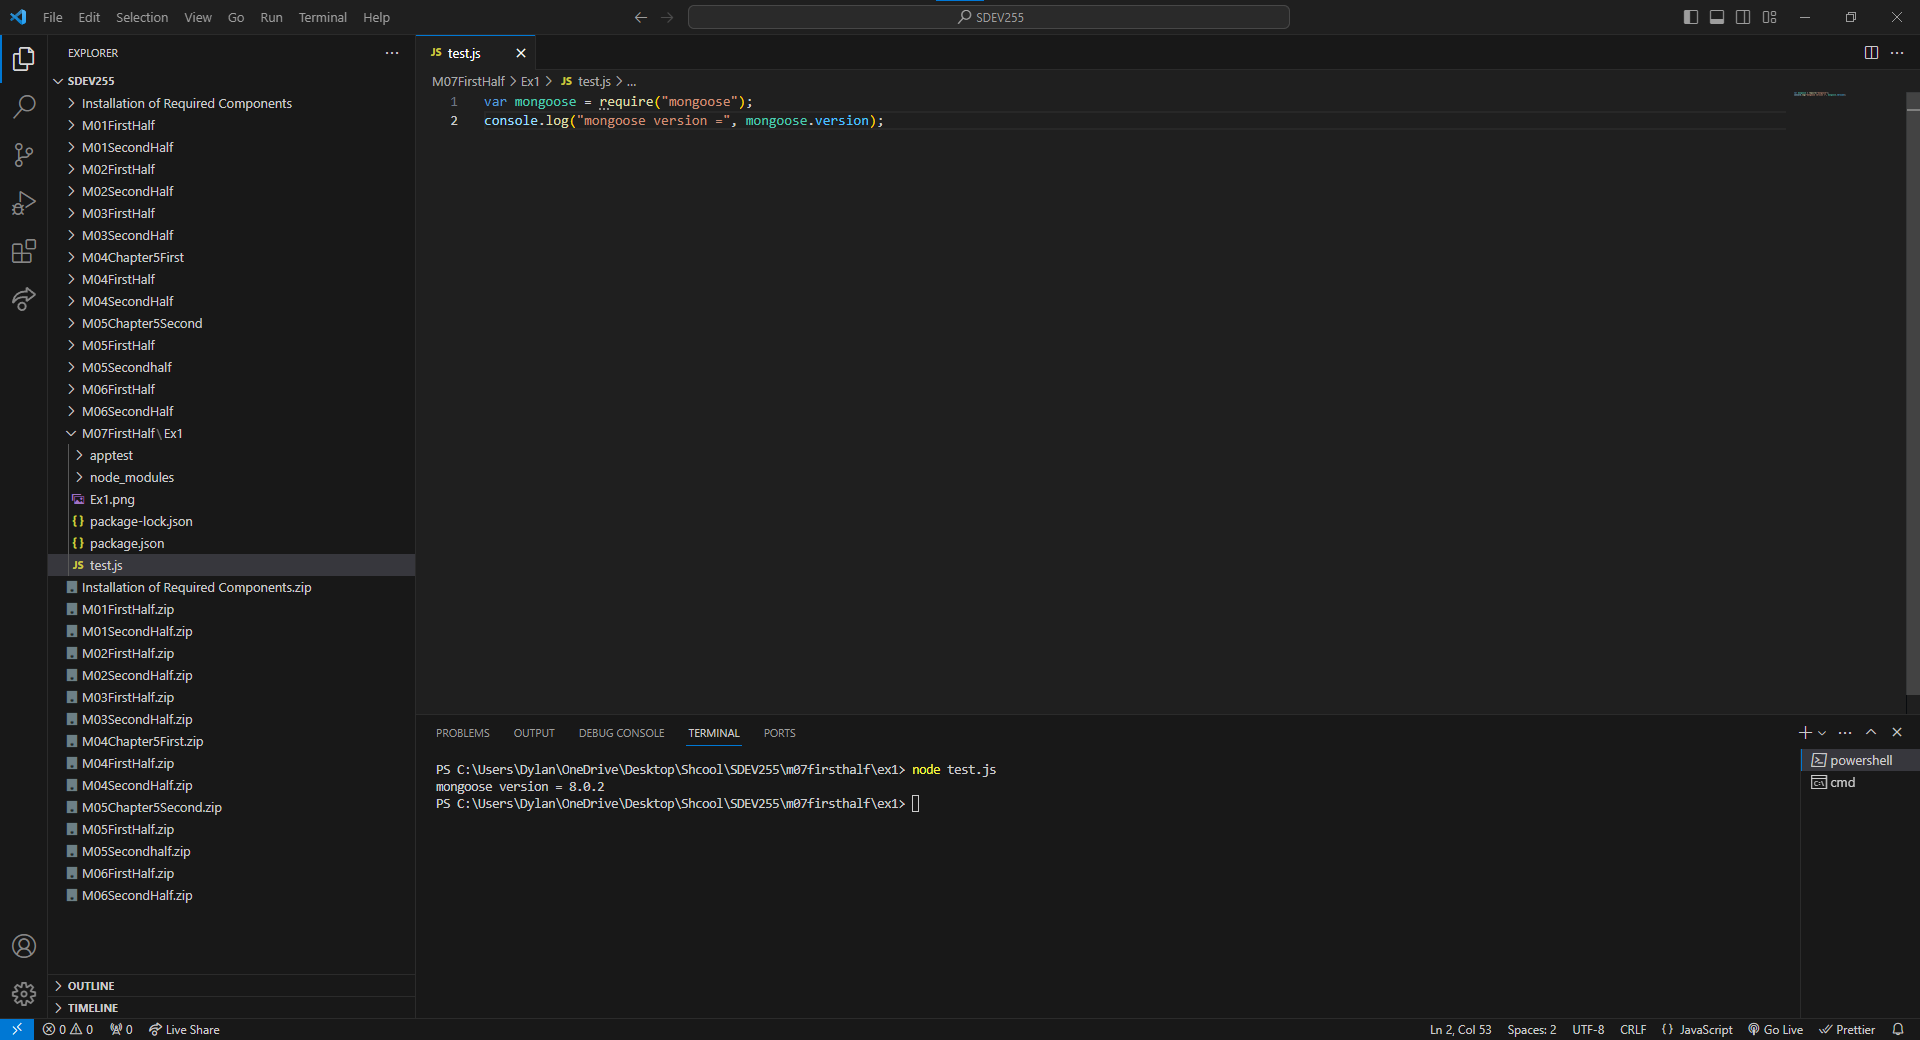 File Edit Selection View Go Run Terminal Help
SDEV255
EXPLORER
SDEV255
Installation of Required Components
M01FirstHalf
M01SecondHalf
M02FirstHalf
M02SecondHalf
M03FirstHalf
M03SecondHalf
M04Chapter5First
M04FirstHalf
M04SecondHalf
M05Chapter5Second
M05FirstHalf
M05Secondhalf
M06FirstHalf
M06SecondHalf
M07FirstHalf\Ex1
apptest
node_modules
Ex1.png
{} package-lock.json
{} package.json
JS test.js
Installation of Required Components.zip
M01FirstHalf.zip
M01SecondHalf.zip
M02FirstHalf.zip
M02SecondHalf.zip
M03FirstHalf.zip
M03SecondHalf.zip
M04Chapter5First.zip
M04FirstHalf.zip
M04SecondHalf.zip
M05Chapter5Second.zip
M05FirstHalf.zip
M05Secondhalf.zip
M06FirstHalf.zip
M06SecondHalf.zip
OUTLINE
TIMELINE
JS test.js
M07FirstHalf > Ex1 > JS test.js > ...
1 var mongoose = require("mongoose");
2 console.log("mongoose version =", mongoose.version);
PROBLEMS OUTPUT DEBUG CONSOLE TERMINAL PORTS
PS C:\Users\Dylan\OneDrive\Desktop\Shcool\SDEV255\m07firsthalf\ex1> node test.js
mongoose version = 8.0.2
PS C:\Users\Dylan\OneDrive\Desktop\Shcool\SDEV255\m07firsthalf\ex1>
powershell
cmd
0 0 0 Live Share
Ln 2, Col 53 Spaces: 2 UTF-8 CRLF {} JavaScript Go Live Prettier